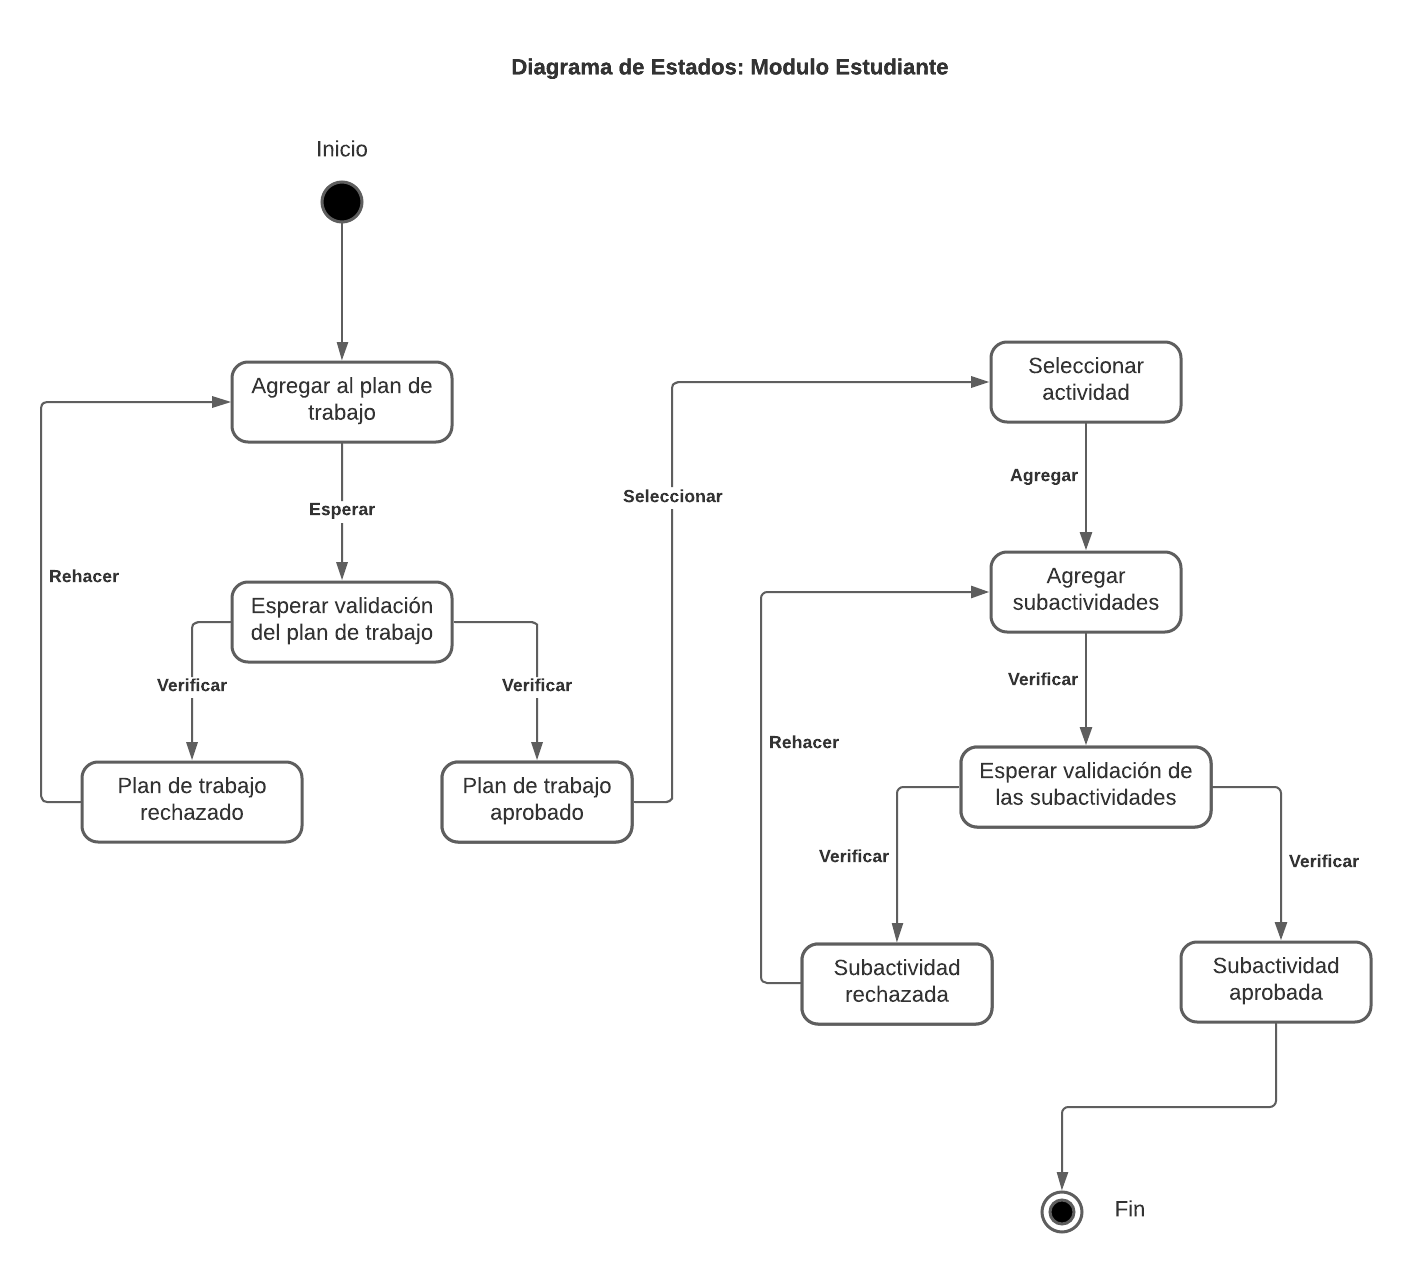 Diagrama de Estados: Modulo Estudiante
Inicio
Agregar al plan de
trabajo
Esperar
Rehacer
Esperar validación
del plan de trabajo
Verificar
Verificar
Plan de trabajo
rechazado
Plan de trabajo
aprobado
Seleccionar
Seleccionar
actividad
Agregar
Agregar
subactividades
Verificar
Rehacer
Esperar validación de
las subactividades
Verificar
Verificar
Subactividad
rechazada
Subactividad
aprobada
Fin